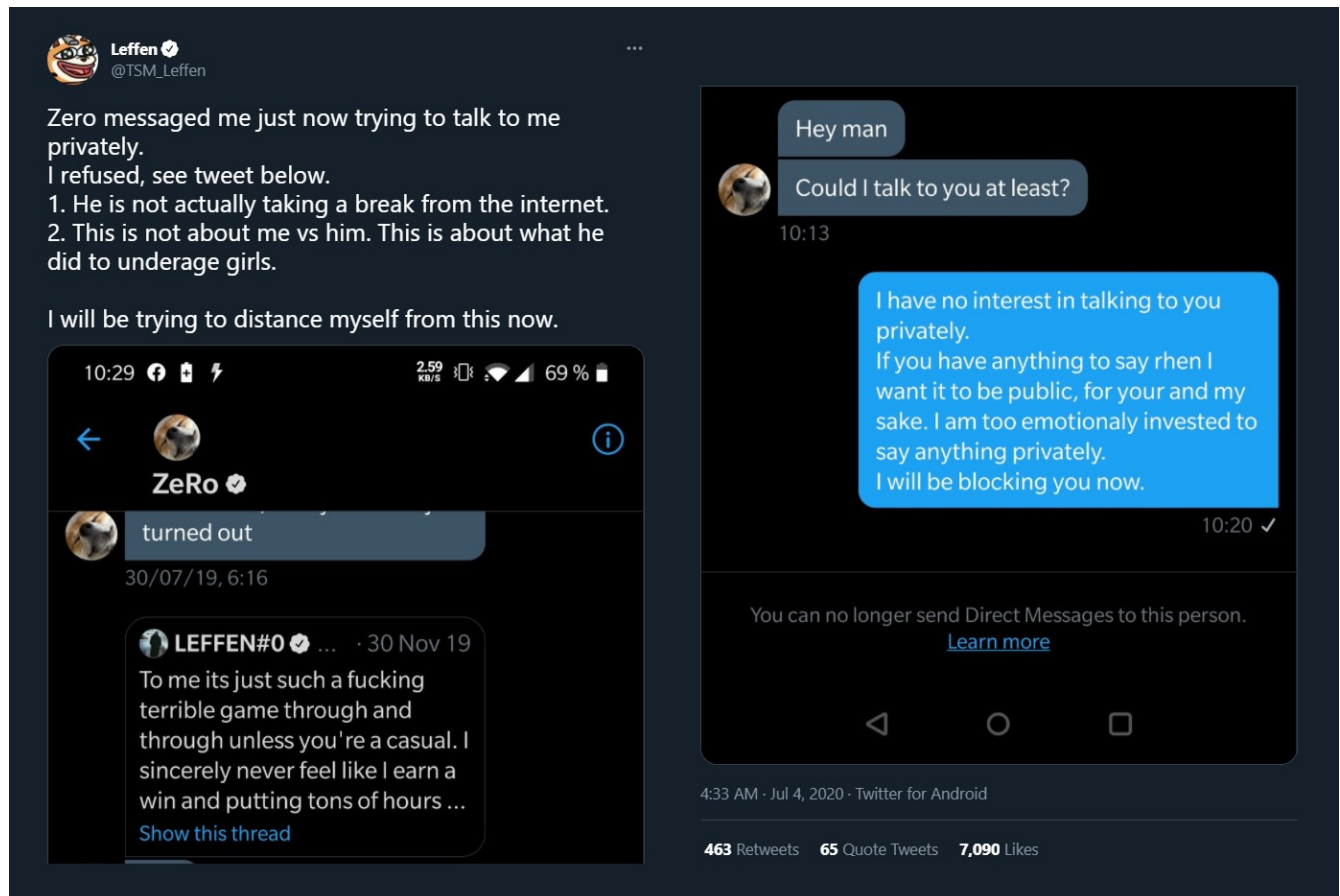 Leffen
@TSM_Leffen
Zero messaged me just now trying to talk to me
privately.
I refused, see tweet below.
1. He is not actually taking a break from the internet.
2. This is not about me vs him. This is about what he
did to underage girls.
I will be trying to distance myself from this now.
10:29 2.59 KB/S 69 %
ZeRo
turned out
30/07/19, 6:16
LEFFEN#0 ... · 30 Nov 19
To me its just such a fucking
terrible game through and
through unless you're a casual. I
sincerely never feel like I earn a
win and putting tons of hours ...
Show this thread
Hey man
Could I talk to you at least?
10:13
I have no interest in talking to you
privately.
If you have anything to say rhen I
want it to be public, for your and my
sake. I am too emotionaly invested to
say anything privately.
I will be blocking you now.
10:20
You can no longer send Direct Messages to this person.
Learn more
4:33 AM · Jul 4, 2020 · Twitter for Android
463 Retweets 65 Quote Tweets 7,090 Likes